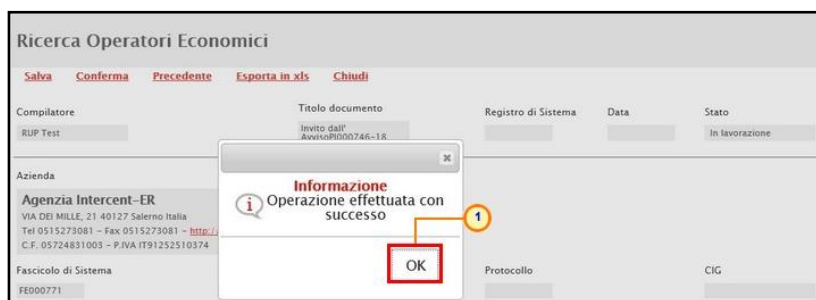 Ricerca Operatori Economici
Salva Conferma Precedente Esporta in xls Chiudi
Compilatore Titolo documento Registro di Sistema Data Stato
RUP Test Invito dall' In lavorazione
AvvisoPI000746-18
Azienda
Informazione
Agenzia Intercent-ER
i Operazione effettuata con
VIA DEI MILLE, 21 40127 Salerno Italia
successo
1
Tel 0515273081 - Fax 0515273081 - http:/
C.F. 05724831003 - P.IVA IT91252510374
OK
Fascicolo di Sistema Protocollo CIG
FE000771